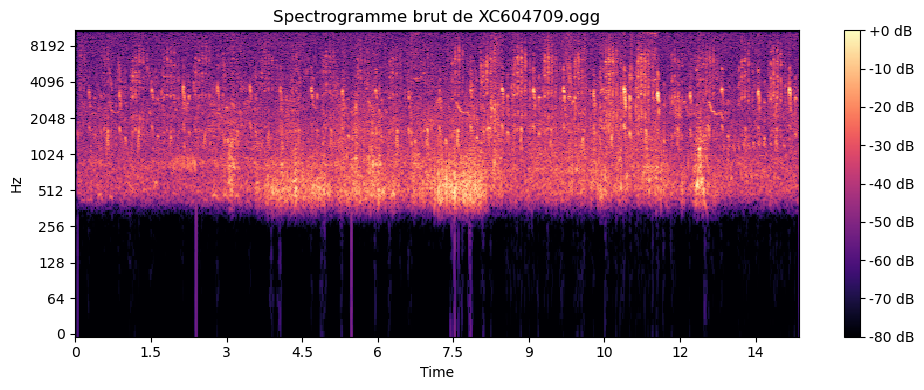 Spectrogramme brut de XC604709.ogg
8192
4096
2048
1024
512
256
128
64
0
Hz
0 1.5 3 4.5 6 7.5 9 10 12 14
Time
+0 dB
-10 dB
-20 dB
-30 dB
-40 dB
-50 dB
-60 dB
-70 dB
-80 dB